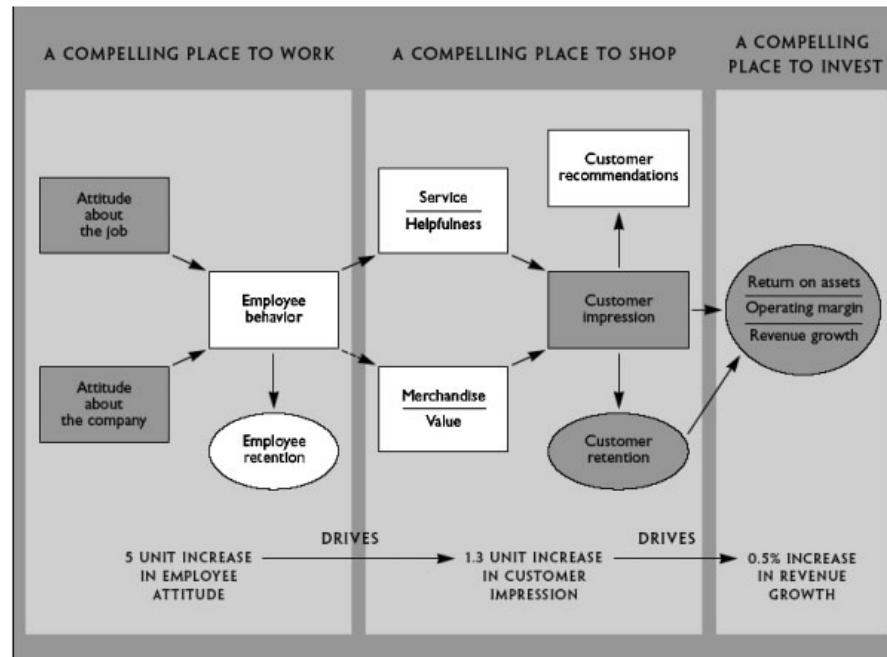 A COMPELLING PLACE TO WORK
A COMPELLING PLACE TO SHOP
A COMPELLING
PLACE TO INVEST
Attitude
about
the job
Attitude
about
the company
Employee
behavior
Employee
retention
Service
Helpfulness
Merchandise
Value
Customer
recommendations
Customer
impression
Customer
retention
Return on assets
Operating margin
Revenue growth
5 UNIT INCREASE
IN EMPLOYEE
ATTITUDE
DRIVES
1.3 UNIT INCREASE
IN CUSTOMER
IMPRESSION
DRIVES
0.5% INCREASE
IN REVENUE
GROWTH